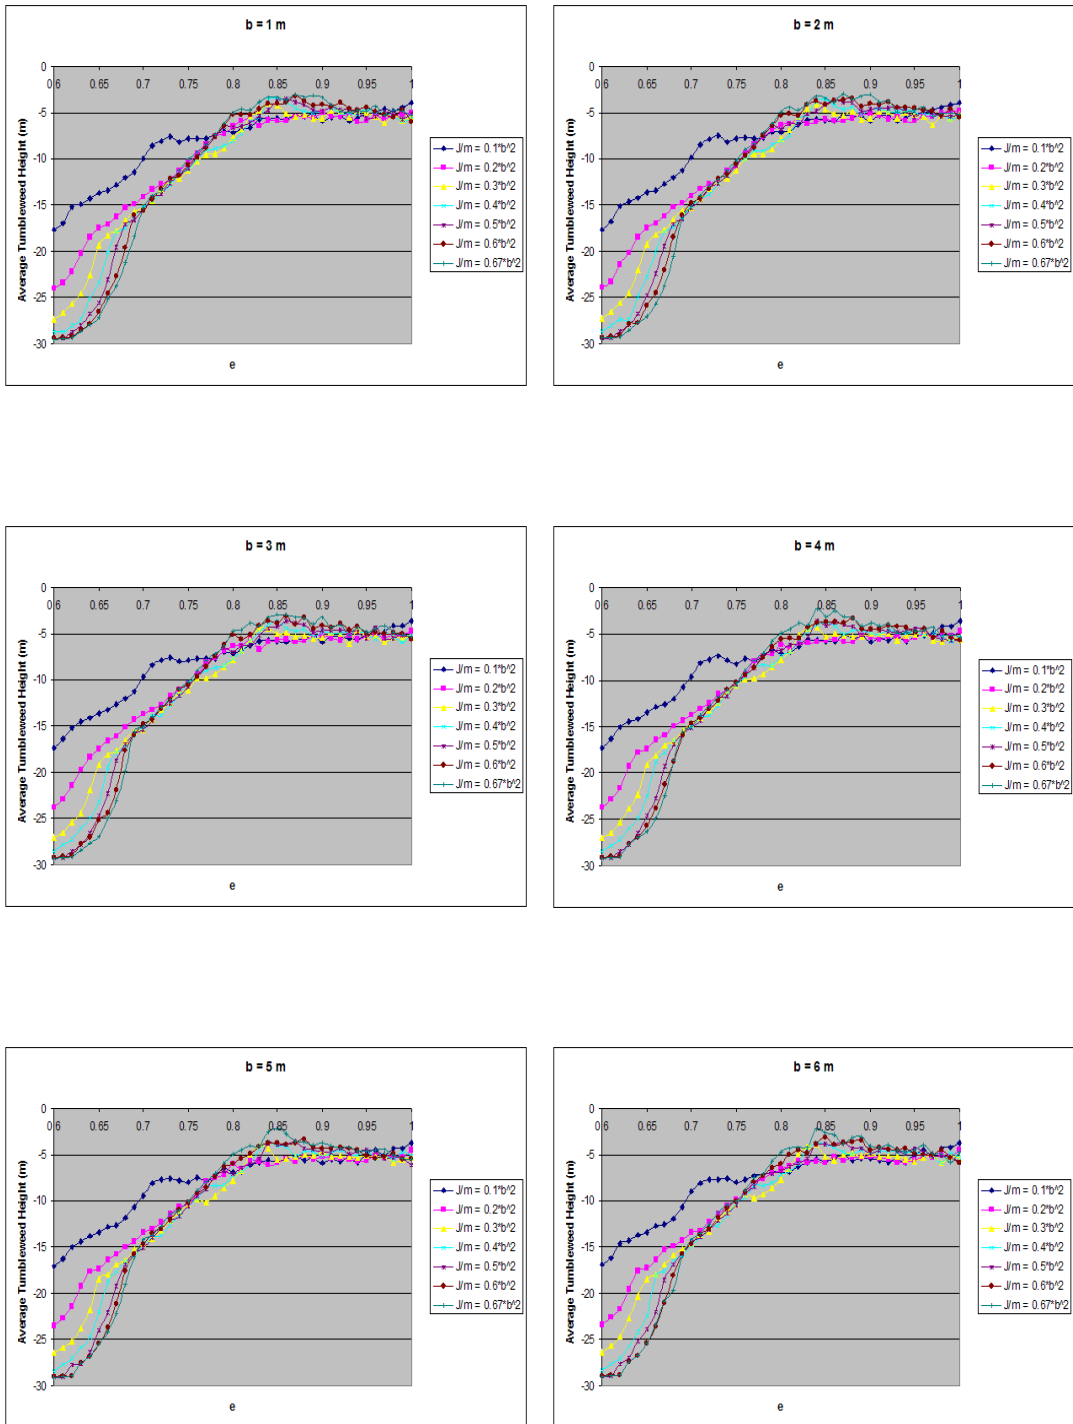 b = 1 m
0
-5
-10
-15
-20
-25
-30
0.6 0.65 0.7 0.75 0.8 0.85 0.9 0.95 1
Average Tumbleweed Height (m)
e
J/m = 0.1*b^2
J/m = 0.2*b^2
J/m = 0.3*b^2
J/m = 0.4*b^2
J/m = 0.5*b^2
J/m = 0.6*b^2
J/m = 0.67*b^2
b = 2 m
0
-5
-10
-15
-20
-25
-30
0.6 0.65 0.7 0.75 0.8 0.85 0.9 0.95 1
Average Tumbleweed Height (m)
e
J/m = 0.1*b^2
J/m = 0.2*b^2
J/m = 0.3*b^2
J/m = 0.4*b^2
J/m = 0.5*b^2
J/m = 0.6*b^2
J/m = 0.67*b^2
b = 3 m
0
-5
-10
-15
-20
-25
-30
0.6 0.65 0.7 0.75 0.8 0.85 0.9 0.95 1
Average Tumbleweed Height (m)
e
J/m = 0.1*b^2
J/m = 0.2*b^2
J/m = 0.3*b^2
J/m = 0.4*b^2
J/m = 0.5*b^2
J/m = 0.6*b^2
J/m = 0.67*b^2
b = 4 m
0
-5
-10
-15
-20
-25
-30
0.6 0.65 0.7 0.75 0.8 0.85 0.9 0.95 1
Average Tumbleweed Height (m)
e
J/m = 0.1*b^2
J/m = 0.2*b^2
J/m = 0.3*b^2
J/m = 0.4*b^2
J/m = 0.5*b^2
J/m = 0.6*b^2
J/m = 0.67*b^2
b = 5 m
0
-5
-10
-15
-20
-25
-30
0.6 0.65 0.7 0.75 0.8 0.85 0.9 0.95 1
Average Tumbleweed Height (m)
e
J/m = 0.1*b^2
J/m = 0.2*b^2
J/m = 0.3*b^2
J/m = 0.4*b^2
J/m = 0.5*b^2
J/m = 0.6*b^2
J/m = 0.67*b^2
b = 6 m
0
-5
-10
-15
-20
-25
-30
0.6 0.65 0.7 0.75 0.8 0.85 0.9 0.95 1
Average Tumbleweed Height (m)
e
J/m = 0.1*b^2
J/m = 0.2*b^2
J/m = 0.3*b^2
J/m = 0.4*b^2
J/m = 0.5*b^2
J/m = 0.6*b^2
J/m = 0.67*b^2